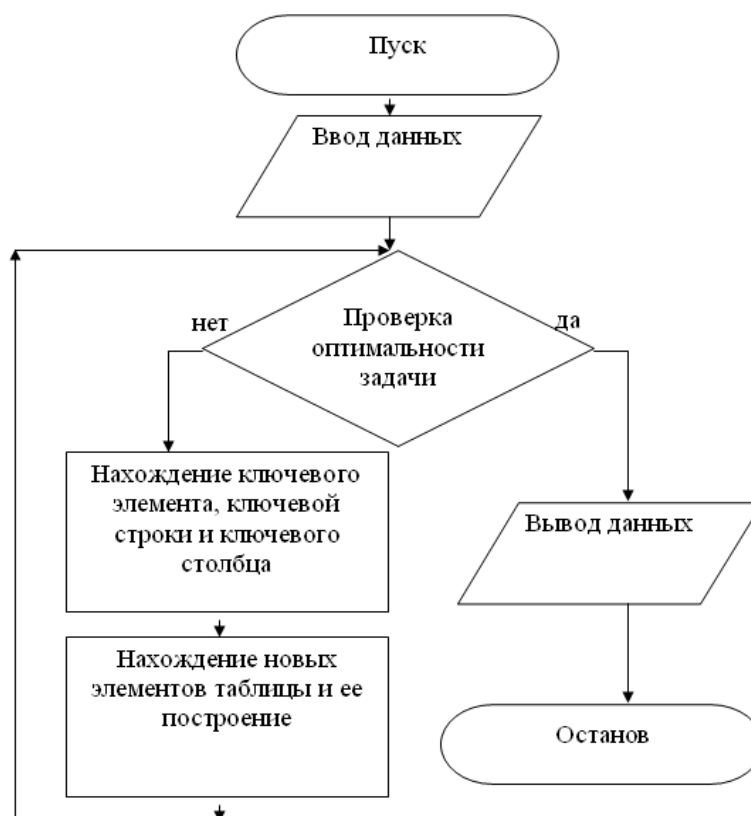 Пуск
Ввод данных
нет
Проверка
оптимальности
задачи
да
Нахождение ключевого
элемента, ключевой
строки и ключевого
столбца
Вывод данных
Нахождение новых
элементов таблицы и ее
построение
Останов